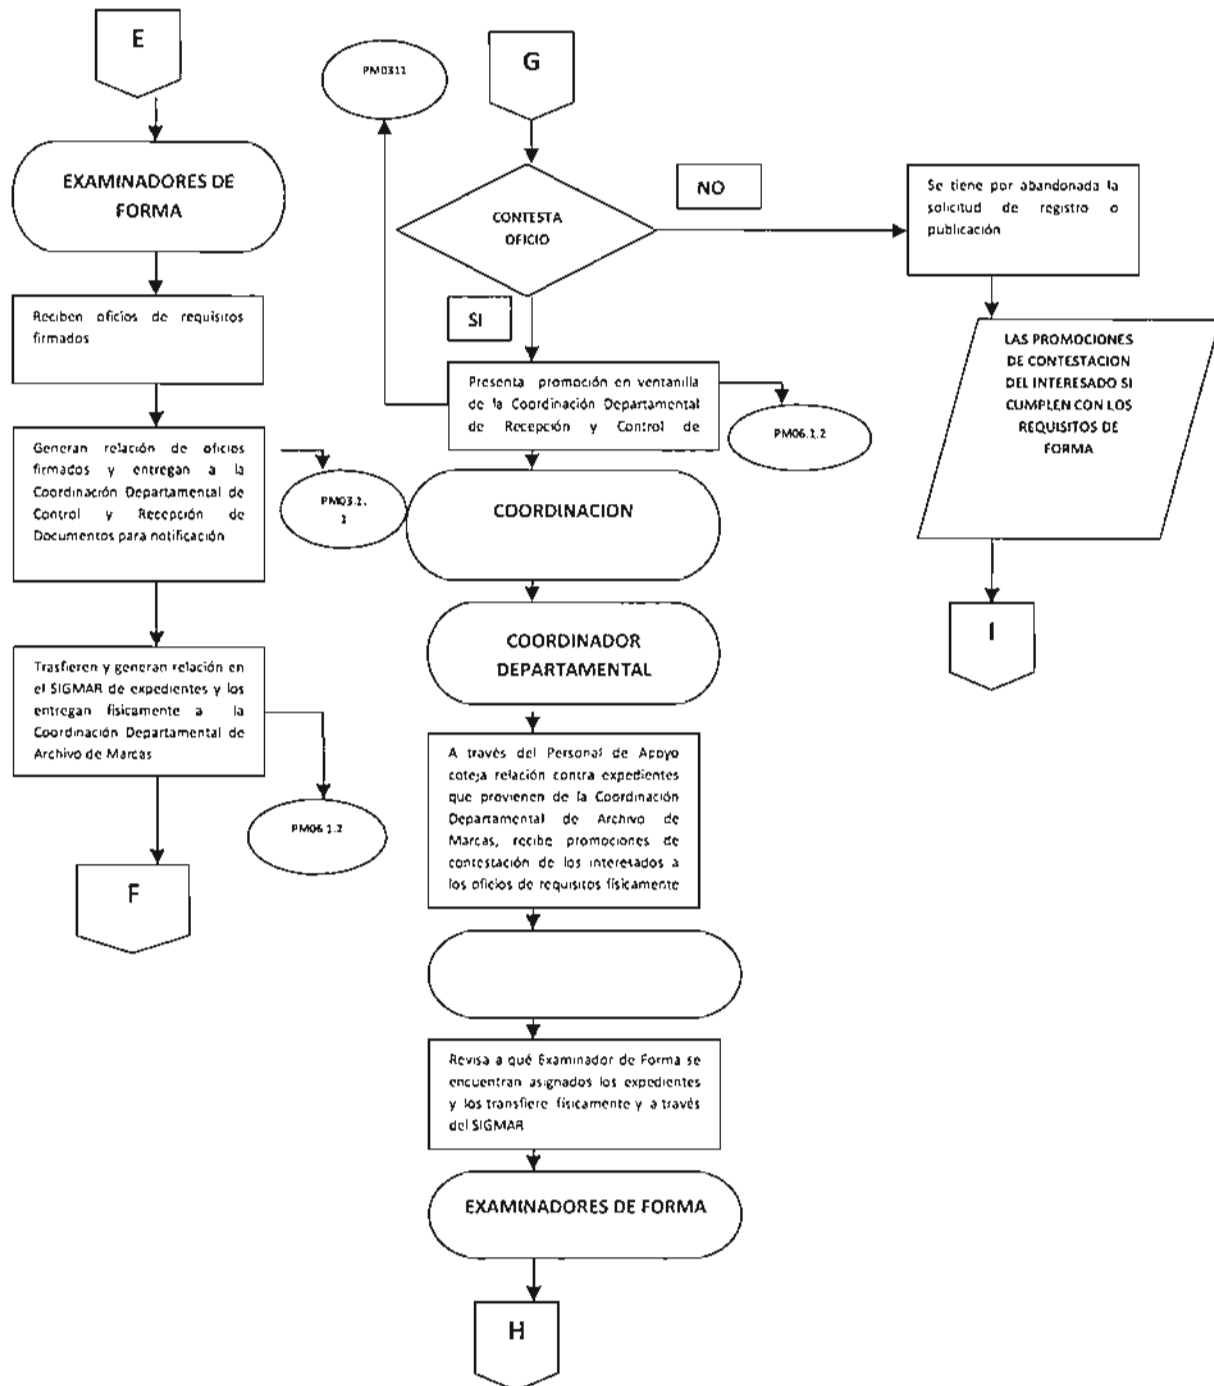 E
EXAMINADORES DE
FORMA
Reciben oficios de requisitos
firmados
Generan relación de oficios
firmados y entregan a la
Coordinación Departamental de
Control y Recepción de
Documentos para notificación
PM03.1.
1
Trasfieren y generan relación en
el SIGMAR de expedientes y los
entregan físicamente a la
Coordinación Departamental de
Archivo de Marcas
PM06.1.2
F
PM0311
G
CONTESTA
OFICIO
NO
SI
Presenta promoción en ventanilla
de la Coordinación Departamental
de Recepción y Control de
PM06.1.2
COORDINACION
COORDINADOR
DEPARTAMENTAL
A través del Personal de Apoyo
coteja relación contra expedientes
que provienen de la Coordinación
Departamental de Archivo de
Marcas, recibe promociones de
contestación de los interesados a
los oficios de requisitos físicamente
Revisa a qué Examinador de Forma se
encuentran asignados los expedientes
y los transfiere físicamente y a través
del SIGMAR
EXAMINADORES DE FORMA
H
Se tiene por abandonada la
solicitud de registro o
publicación
LAS PROMOCIONES
DE CONTESTACION
DEL INTERESADO SI
CUMPLEN CON LOS
REQUISITOS DE
FORMA
I